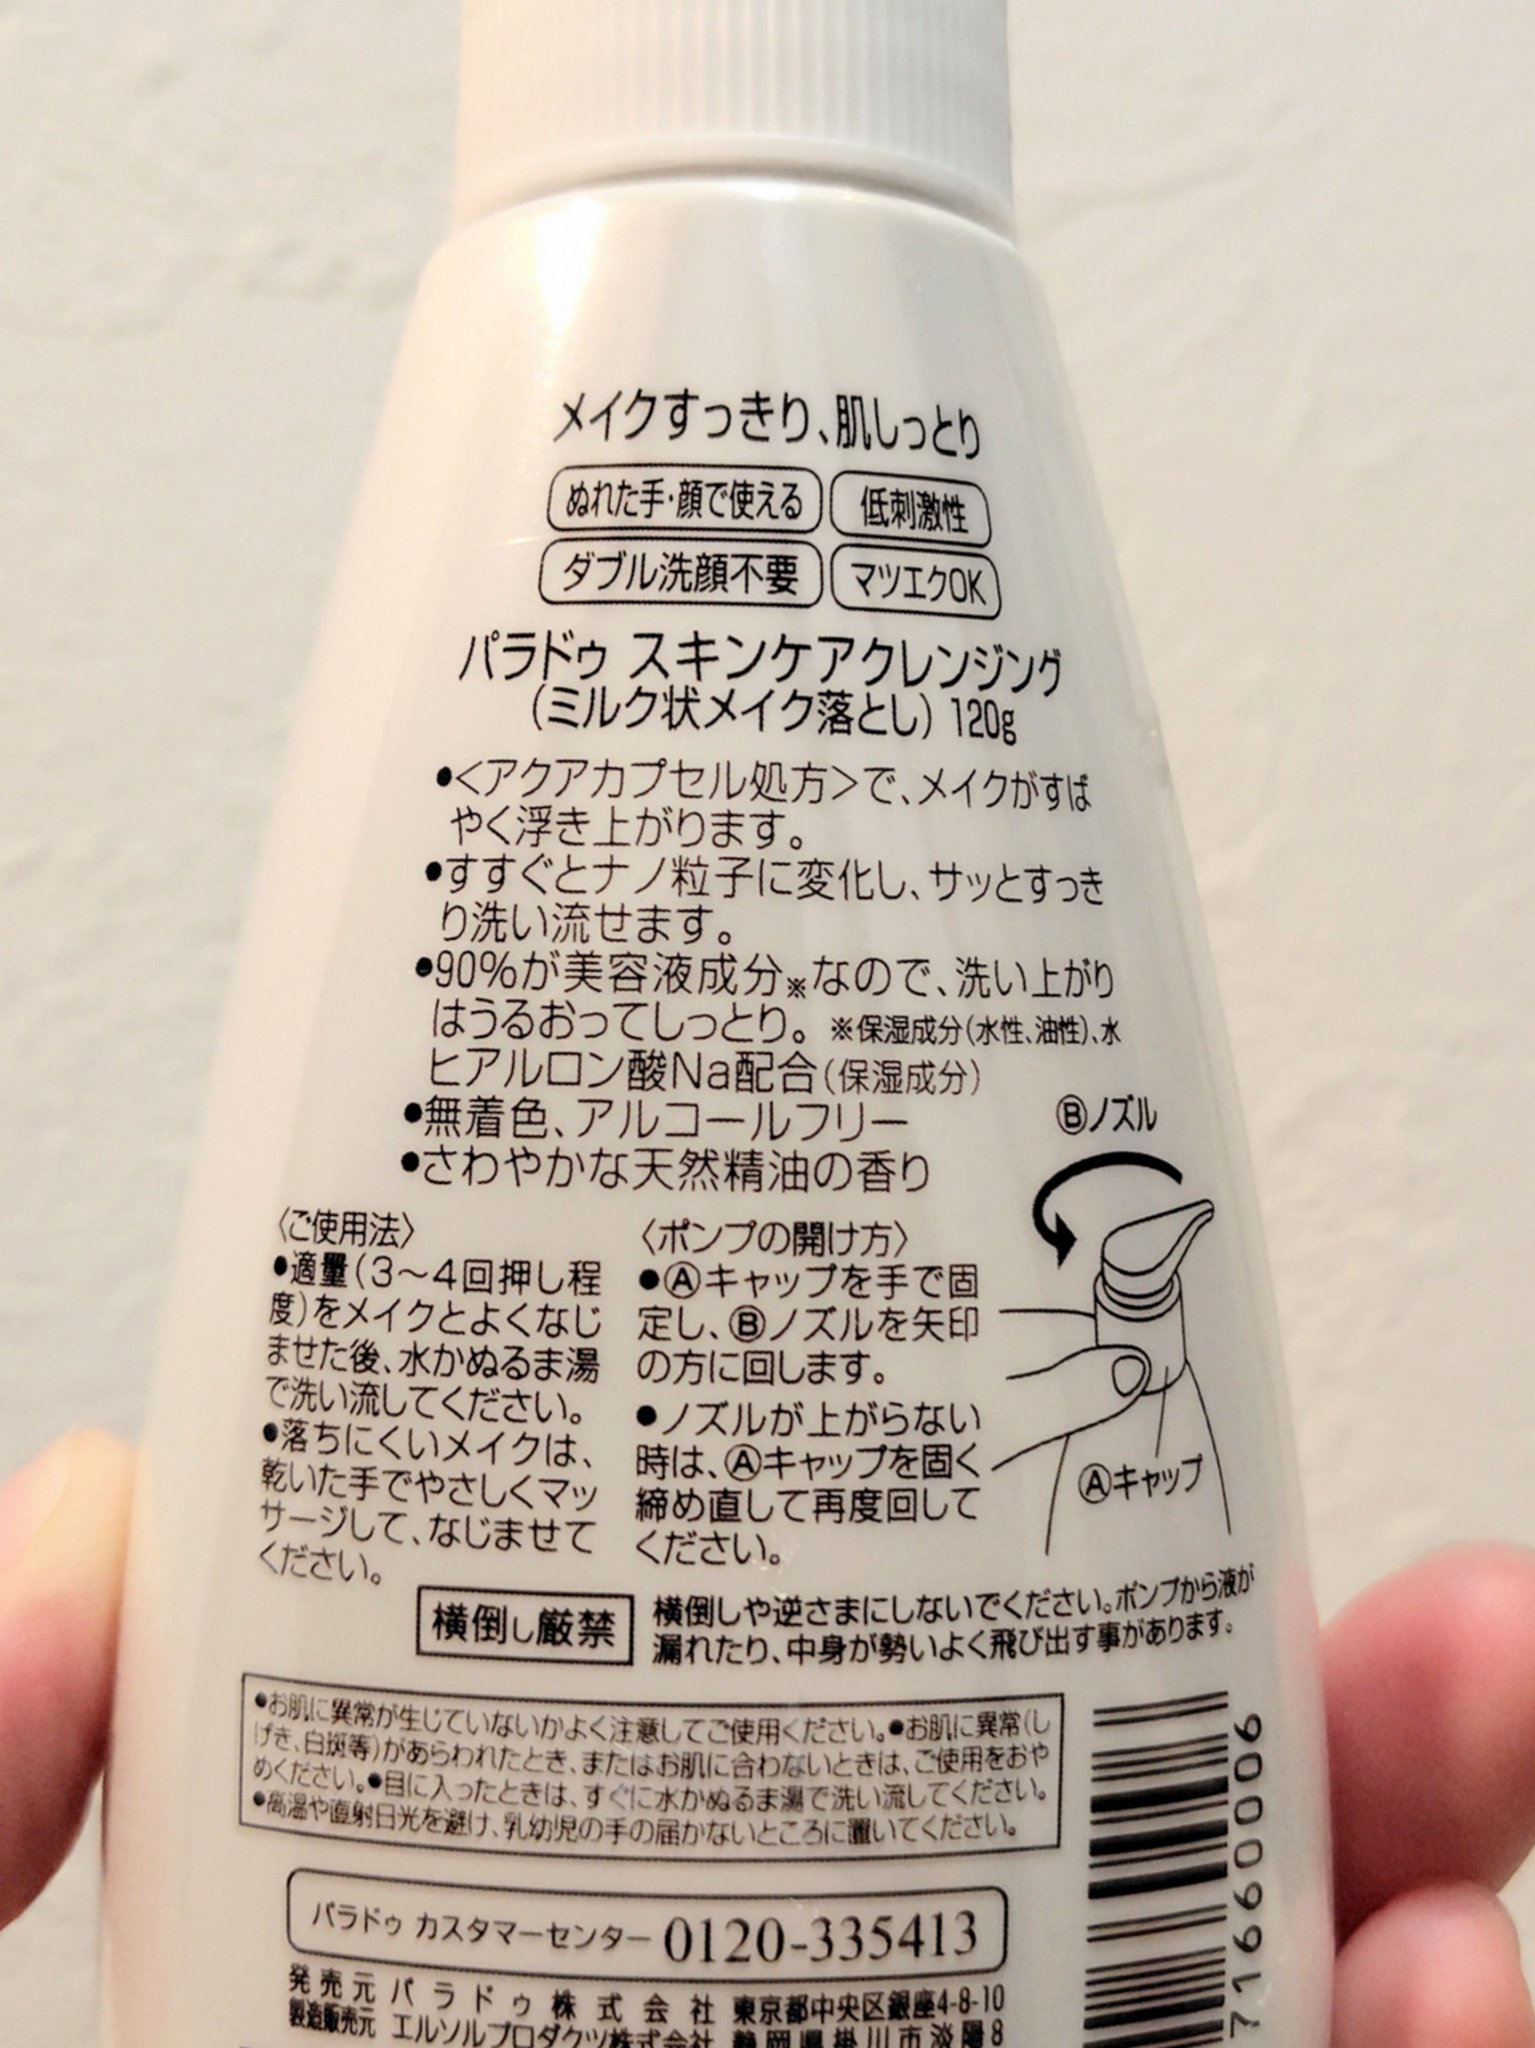 メイクすっきり、肌しっとり
ぬれた手・顔で使える 低刺激性
ダブル洗顔不要 マツエクOK
パラドゥ スキンケアクレンジング
(ミルク状メイク落とし) 120g
●<アクアカプセル処方>で、メイクがすば
やく浮き上がります。
●すすぐとナノ粒子に変化し、サッとすっき
り洗い流せます。
●90%が美容液成分※なので、洗い上がり
はうるおってしっとり。※保湿成分(水性、油性)、水
ヒアルロン酸Na配合(保湿成分)
●無着色、アルコールフリー
●さわやかな天然精油の香り
〈ご使用法〉
●適量(3～4回押し程
度)をメイクとよくなじ
ませた後、水かぬるま湯
で洗い流してください。
●落ちにくいメイクは、
乾いた手でやさしくマッ
サージして、なじませて
ください。
〈ポンプの開け方〉
●Ⓐキャップを手で固
定し、Ⓑノズルを矢印
の方に回します。
●ノズルが上がらない
時は、Ⓐキャップを固く
締め直して再度回して
ください。
Ⓑノズル
Ⓐキャップ
横倒し厳禁
横倒しや逆さまにしないでください。ポンプから液が
漏れたり、中身が勢いよく飛び出す事があります。
●お肌に異常が生じていないかよく注意してご使用ください。●お肌に異常(し
げき、白斑等)があらわれたとき、またはお肌に合わないときは、ご使用をおや
めください。●目に入ったときは、すぐに水かぬるま湯で洗い流してください。
●高温や直射日光を避け、乳幼児の手の届かないところに置いてください。
パラドゥ カスタマーセンター 0120-335413
発売元 パラドゥ株式会社 東京都中央区銀座4-8-10
製造販売元 エルソルプロダクツ株式会社 静岡県掛川市淡陽8
716660006